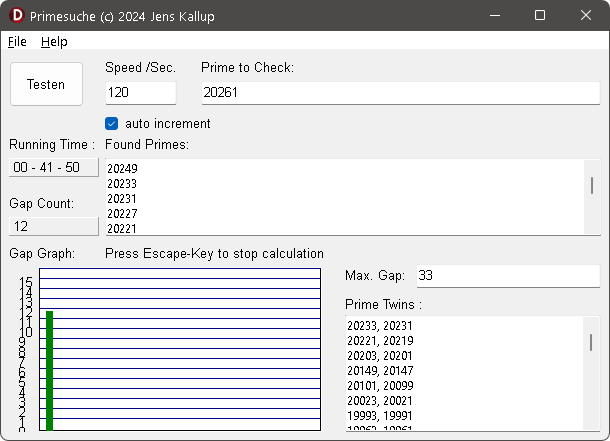 D Primesuche (c) 2024 Jens Kallup
File Help
Testen
Speed /Sec.
120
Prime to Check:
20261
auto increment
Running Time :
00 - 41 - 50
Gap Count:
12
Found Primes:
20249
20233
20231
20227
20221
Gap Graph:
Press Escape-Key to stop calculation
15
14
13
12
11
10
9
8
7
6
5
4
3
2
1
0
Max. Gap:
33
Prime Twins :
20233, 20231
20221, 20219
20203, 20201
20149, 20147
20101, 20099
20023, 20021
19993, 19991